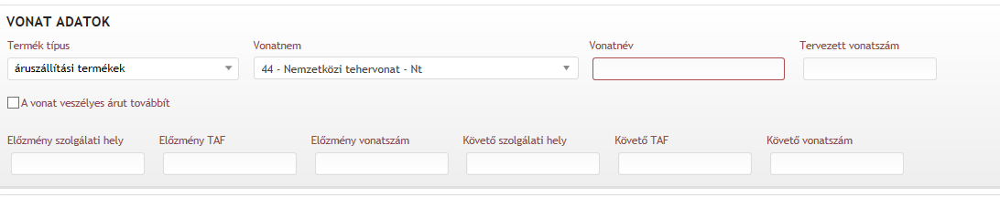 VONAT ADATOK
Termék típus Vonatnem Vonatnév Tervezett vonatszám
áruszállítási termékek 44 - Nemzetközi tehervonat - Nt
A vonat veszélyes árut továbbít
Előzmény szolgálati hely Előzmény TAF Előzmény vonatszám Követő szolgálati hely Követő TAF Követő vonatszám